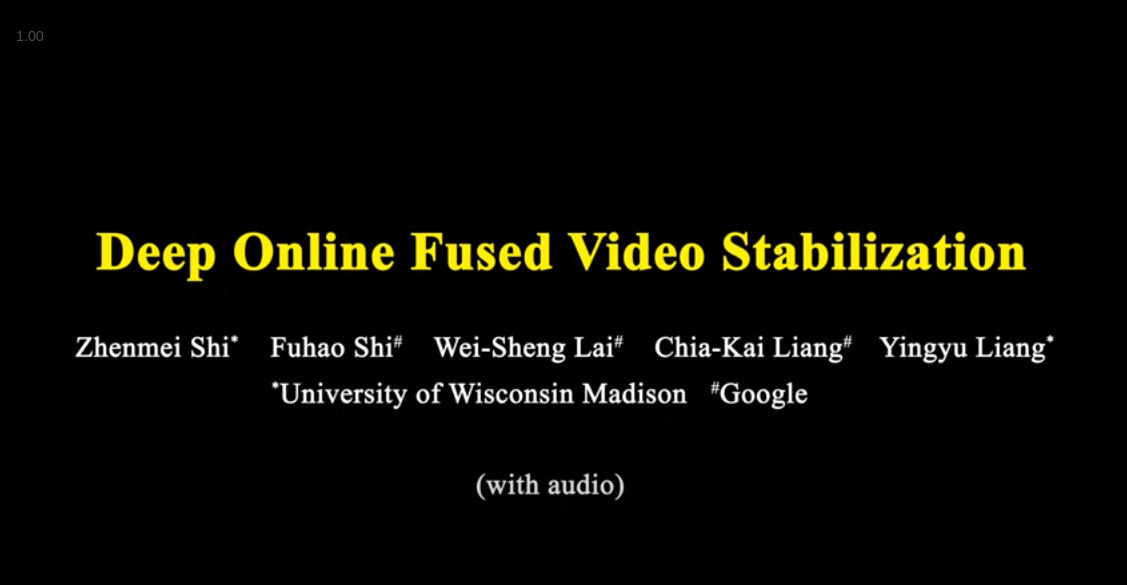 1.00
Deep Online Fused Video Stabilization
Zhenmei Shi* Fuhao Shi# Wei-Sheng Lai# Chia-Kai Liang# Yingyu Liang*
*University of Wisconsin Madison #Google
(with audio)